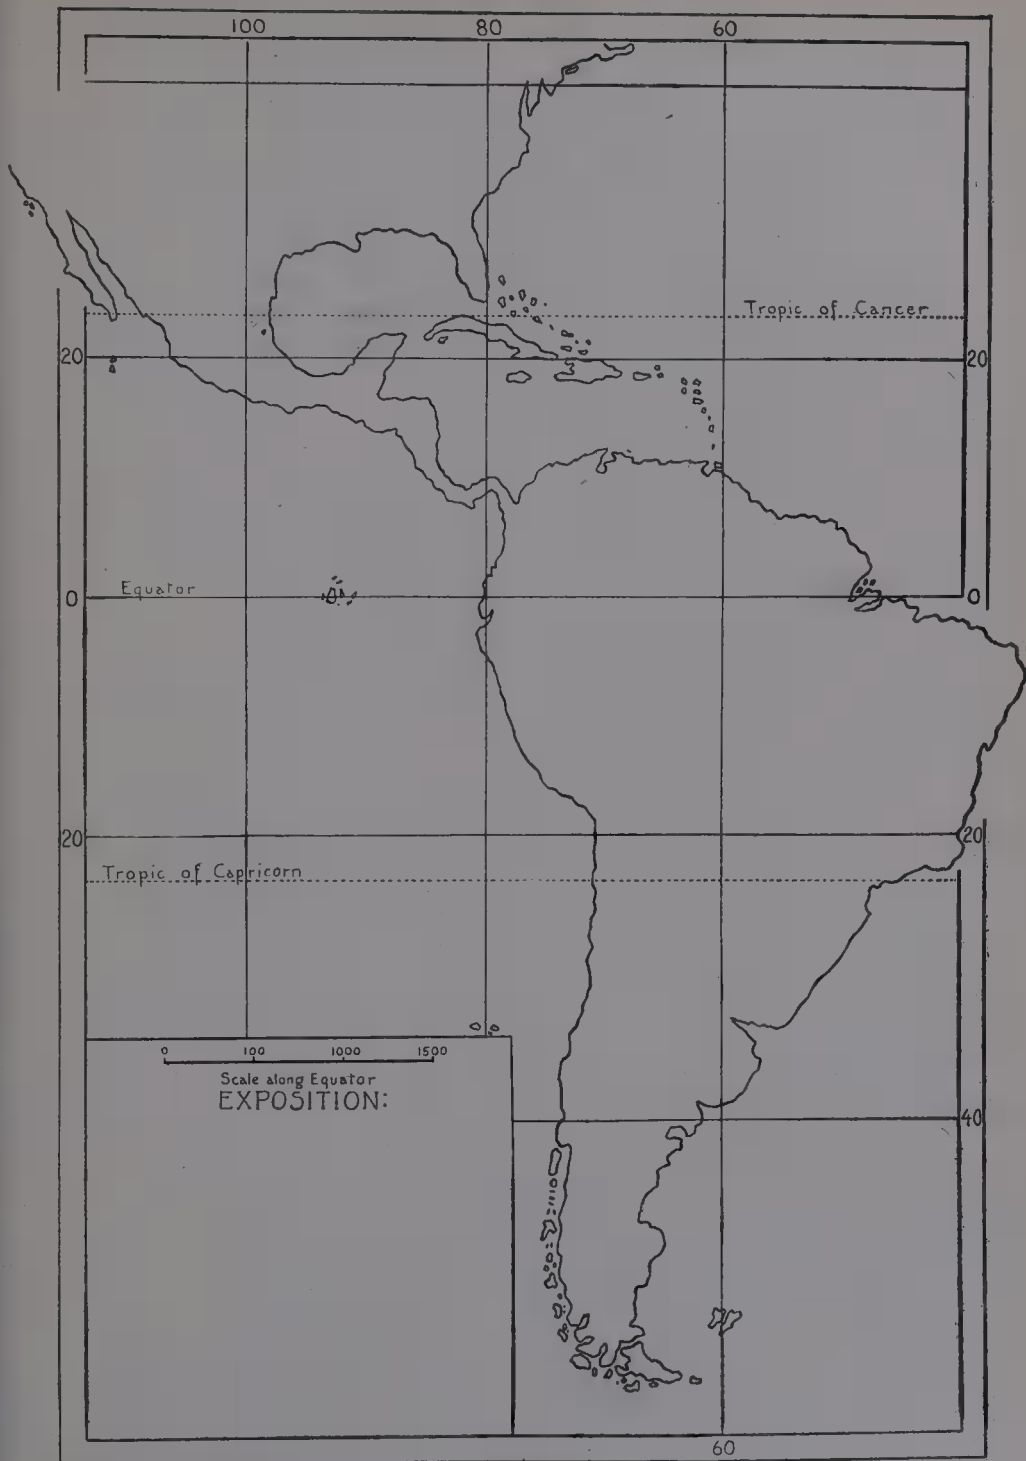 100 80 60
Tropic of Cancer
20 20
Equator
0 0
20 20
Tropic of Capricorn
0 100 1000 1500
Scale along Equator
EXPOSITION:
40
60